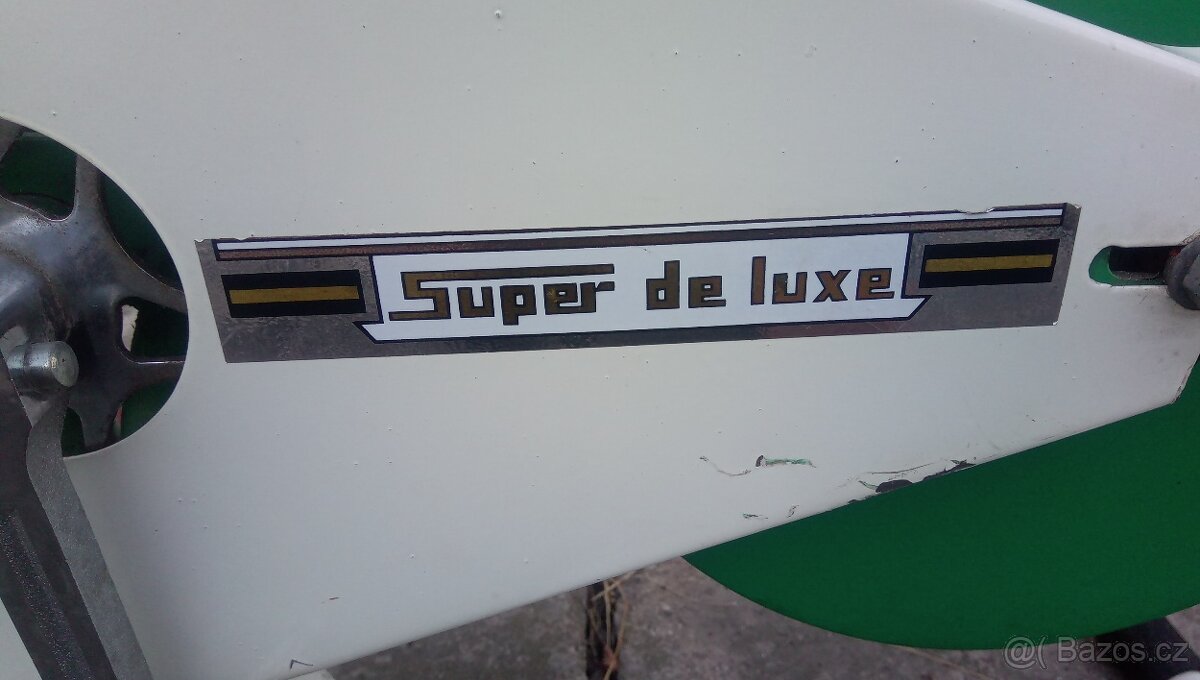 Super de luxe
@( Bazos.cz